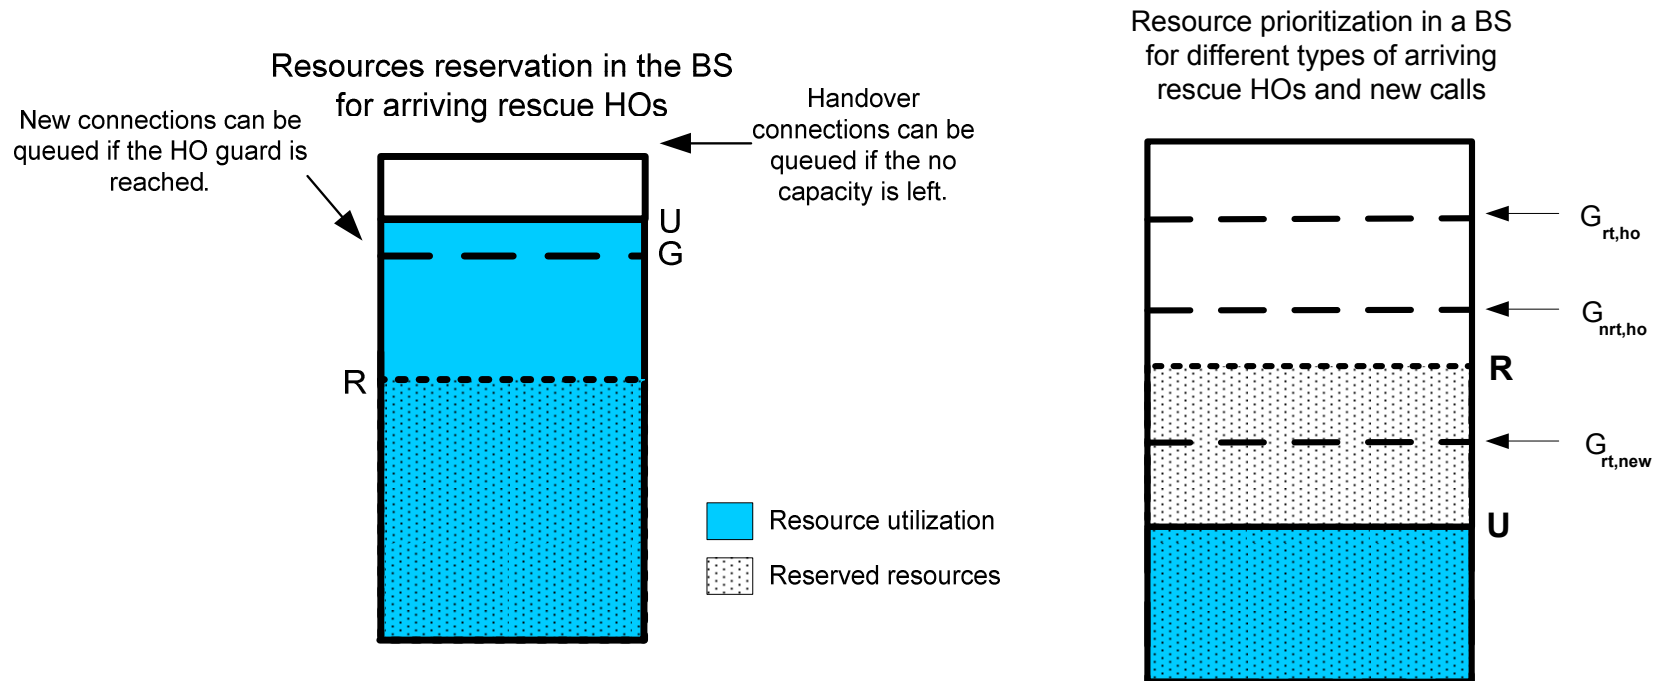 Resources reservation in the BS
for arriving rescue HOs
New connections can be
queued if the HO guard is
reached.
Handover
connections can be
queued if the no
capacity is left.
U
G
R
Resource utilization
Reserved resources
Resource prioritization in a BS
for different types of arriving
rescue HOs and new calls
G rt,ho
G nrt,ho
R
G rt,new
U